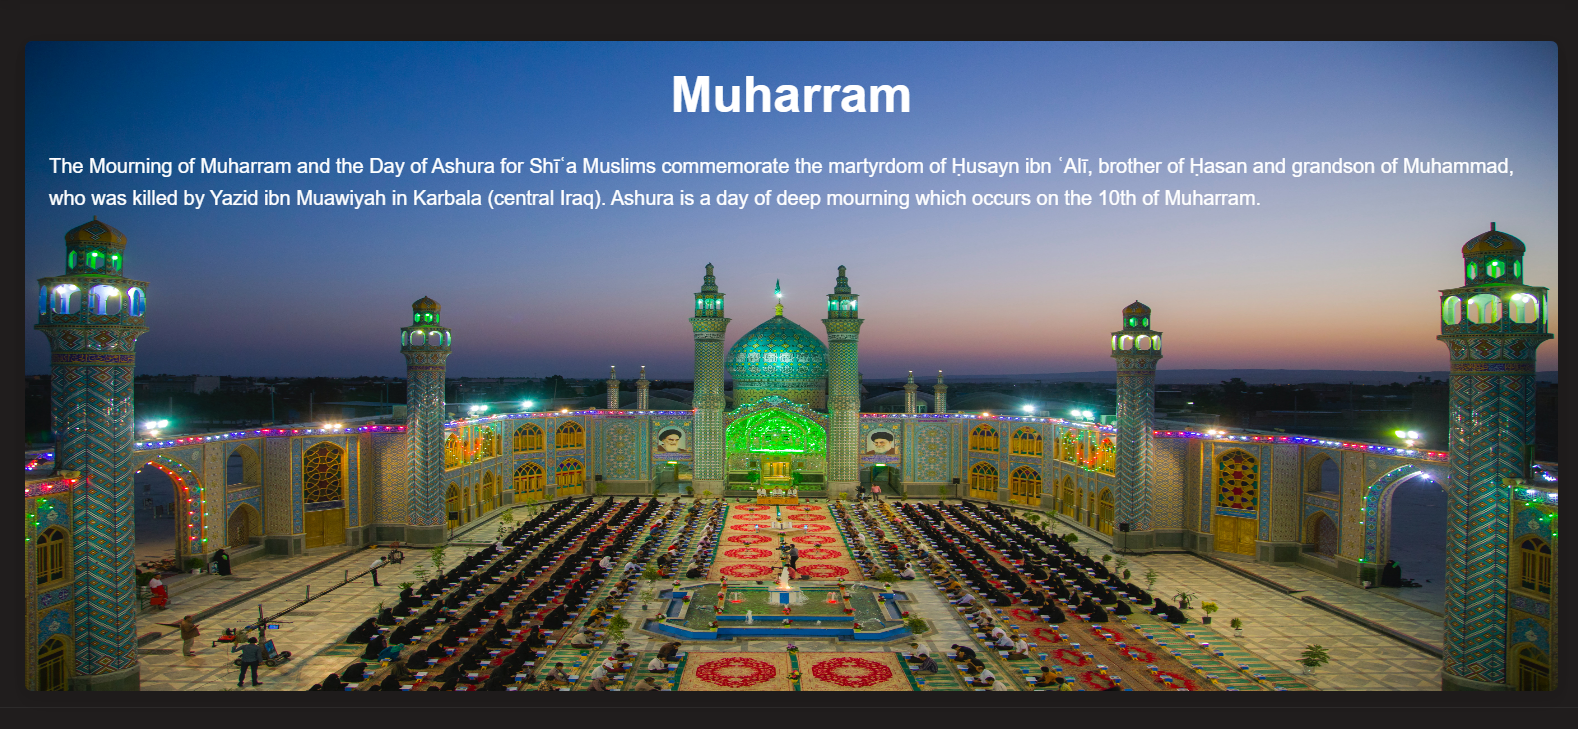 Muharram
The Mourning of Muharram and the Day of Ashura for Shīʿa Muslims commemorate the martyrdom of Ḥusayn ibn ʿAlī, brother of Ḥasan and grandson of Muhammad,
who was killed by Yazid ibn Muawiyah in Karbala (central Iraq). Ashura is a day of deep mourning which occurs on the 10th of Muharram.